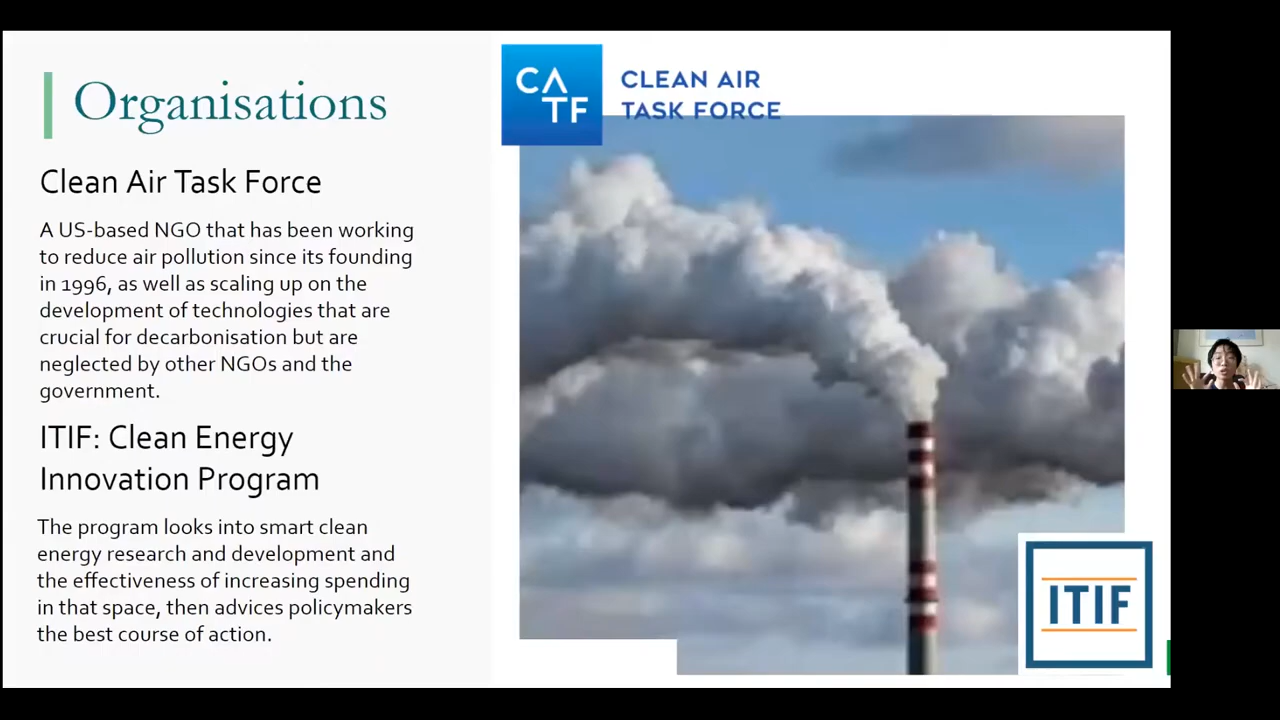 Organisations
Clean Air Task Force
A US-based NGO that has been working
to reduce air pollution since its founding
in 1996, as well as scaling up on the
development of technologies that are
crucial for decarbonisation but are
neglected by other NGOs and the
government.
ITIF: Clean Energy
Innovation Program
The program looks into smart clean
energy research and development and
the effectiveness of increasing spending
in that space, then advices policymakers
the best course of action.
CA
TF
CLEAN AIR
TASK FORCE
ITIF